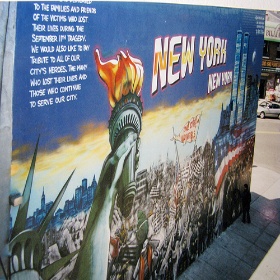 TO THE FAMILIES AND FRIENDS
OF THE VICTIMS WHO LOST
THEIR LIVES DURING THE
SEPTEMBER 11TH TRAGEDY.
WE WOULD ALSO LIKE TO PAY
TRIBUTE TO ALL OF OUR
CITY'S HEROES. THE MANY
WHO LOST THEIR LIVES AND
THOSE WHO CONTINUE
TO SERVE OUR CITY.
NEW YORK
NEW YORK